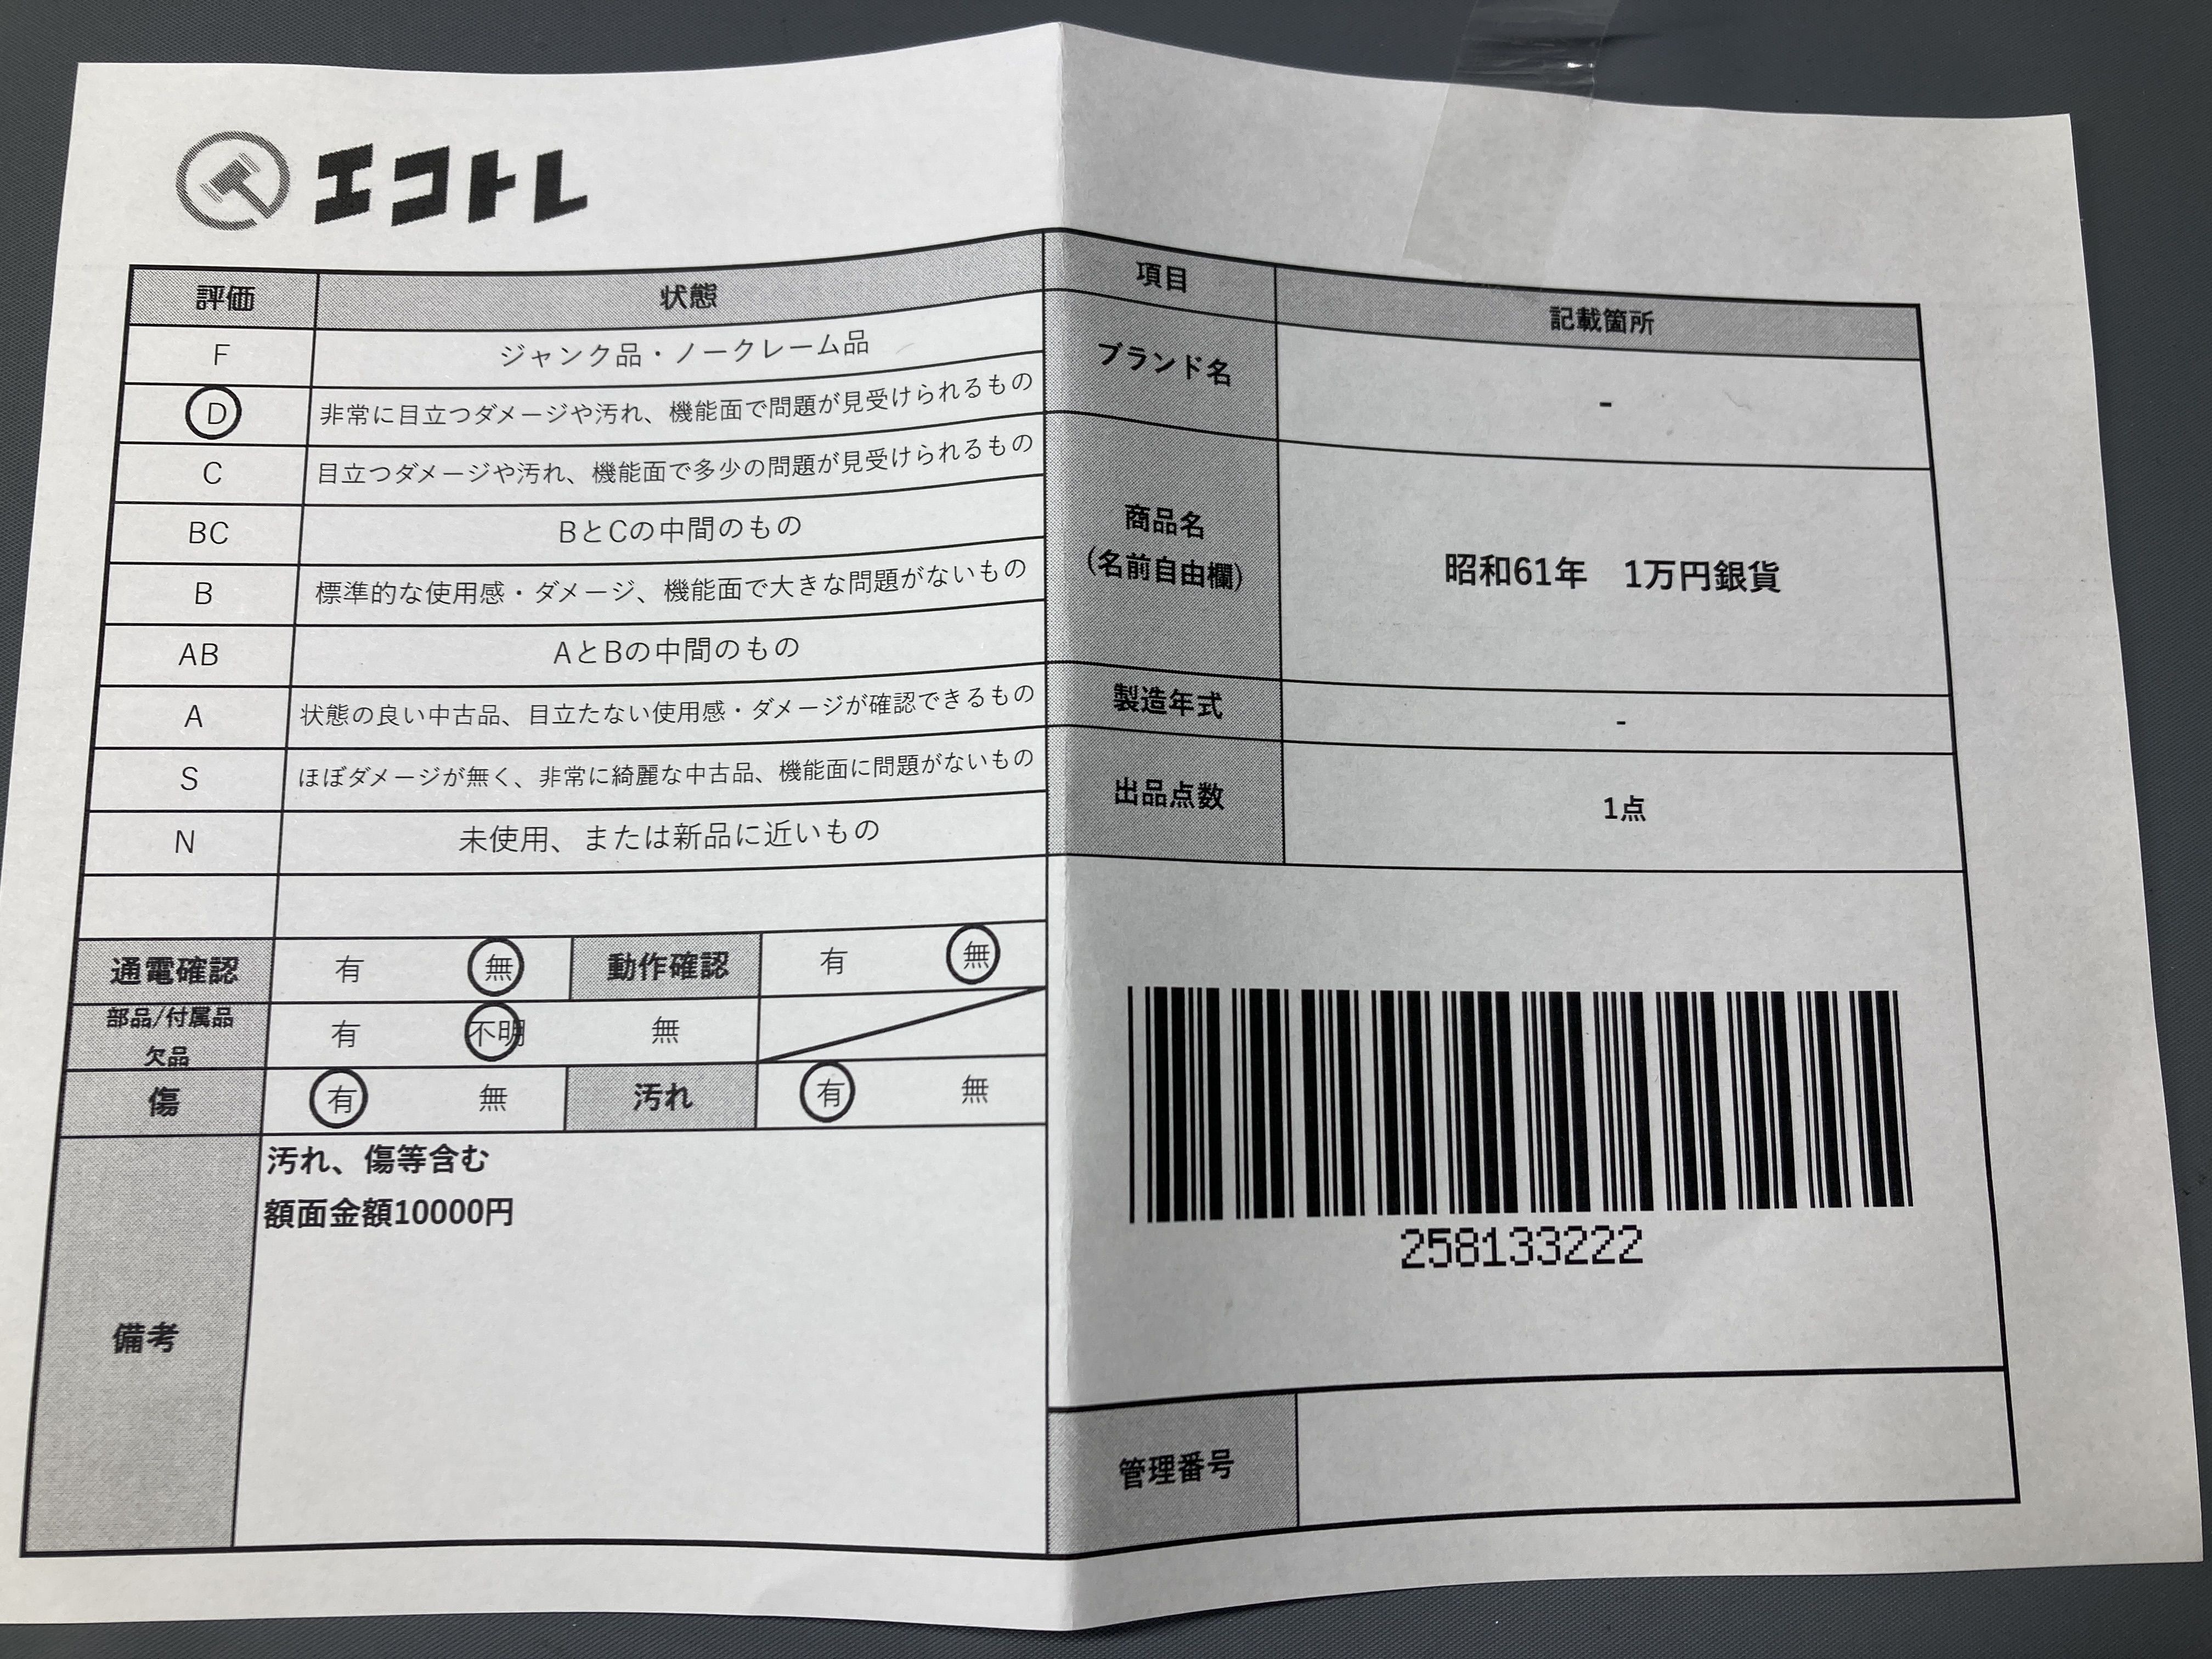 エコトレ
評価 状態
F ジャンク品・ノークレーム品
D 非常に目立つダメージや汚れ、機能面で問題が見受けられるもの
C 目立つダメージや汚れ、機能面で多少の問題が見受けられるもの
BC BとCの中間のもの
B 標準的な使用感・ダメージ、機能面で大きな問題がないもの
AB AとBの中間のもの
A 状態の良い中古品、目立たない使用感・ダメージが確認できるもの
S ほぼダメージが無く、非常に綺麗な中古品、機能面に問題がないもの
N 未使用、または新品に近いもの
通電確認 有 無 動作確認 有 無
部品/付属品
欠品 有 不明 無
傷 有 無 汚れ 有 無
備考
汚れ、傷等含む
額面金額10000円
項目 記載箇所
ブランド名 -
商品名
(名前自由欄)
昭和61年 1万円銀貨
製造年式 -
出品点数 1点
258133222
管理番号